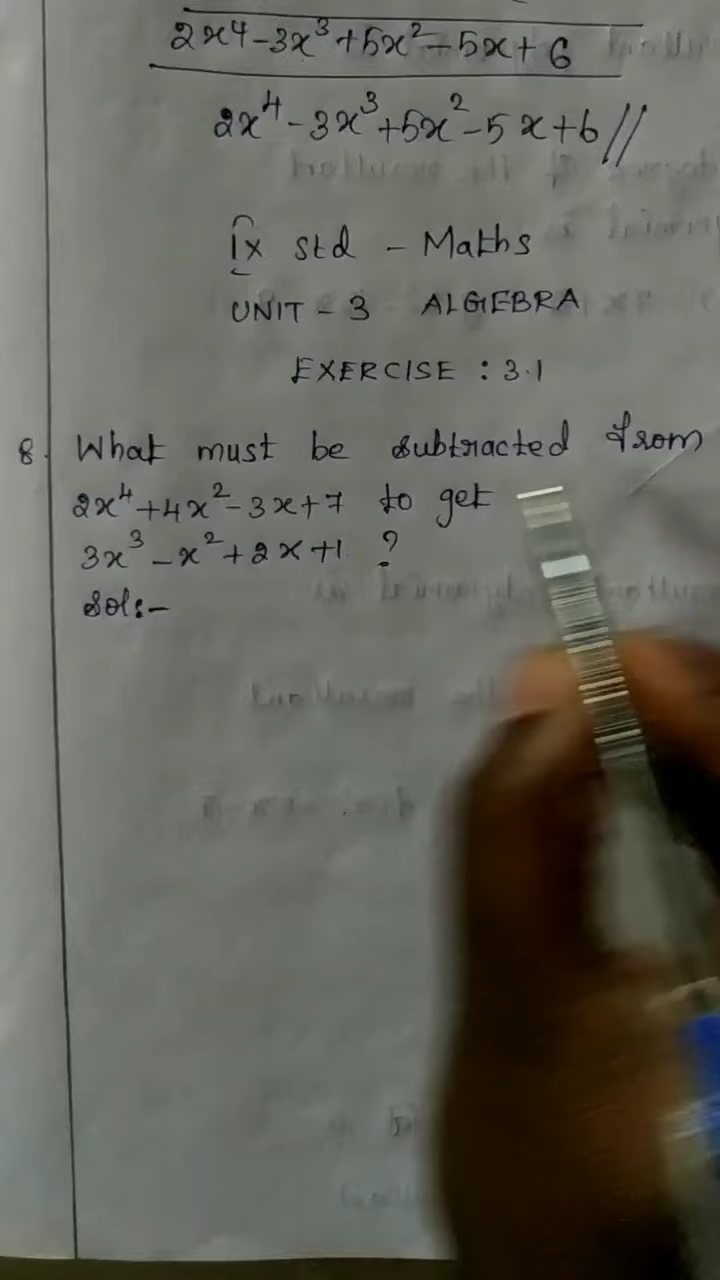 2x⁴-3x³+5x²-5x+6
2x⁴-3x³+5x²-5x+6//
IX std - Maths
UNIT - 3 ALGEBRA
EXERCISE : 3.1
8. What must be subtracted from
2x⁴+4x²-3x+7 to get
3x³-x²+2x+1. ?
Sol:-